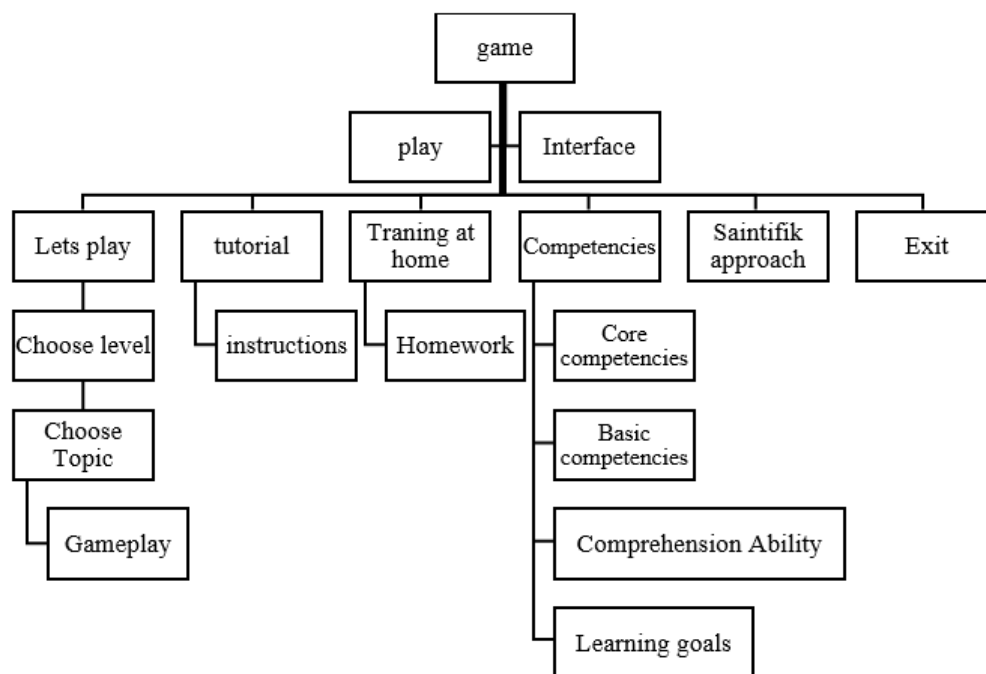 game
play
Interface
Lets play
tutorial
Traning at
home
Competencies
Saintifik
approach
Exit
Choose level
instructions
Homework
Core
competencies
Choose
Topic
Basic
competencies
Gameplay
Comprehension Ability
Learning goals